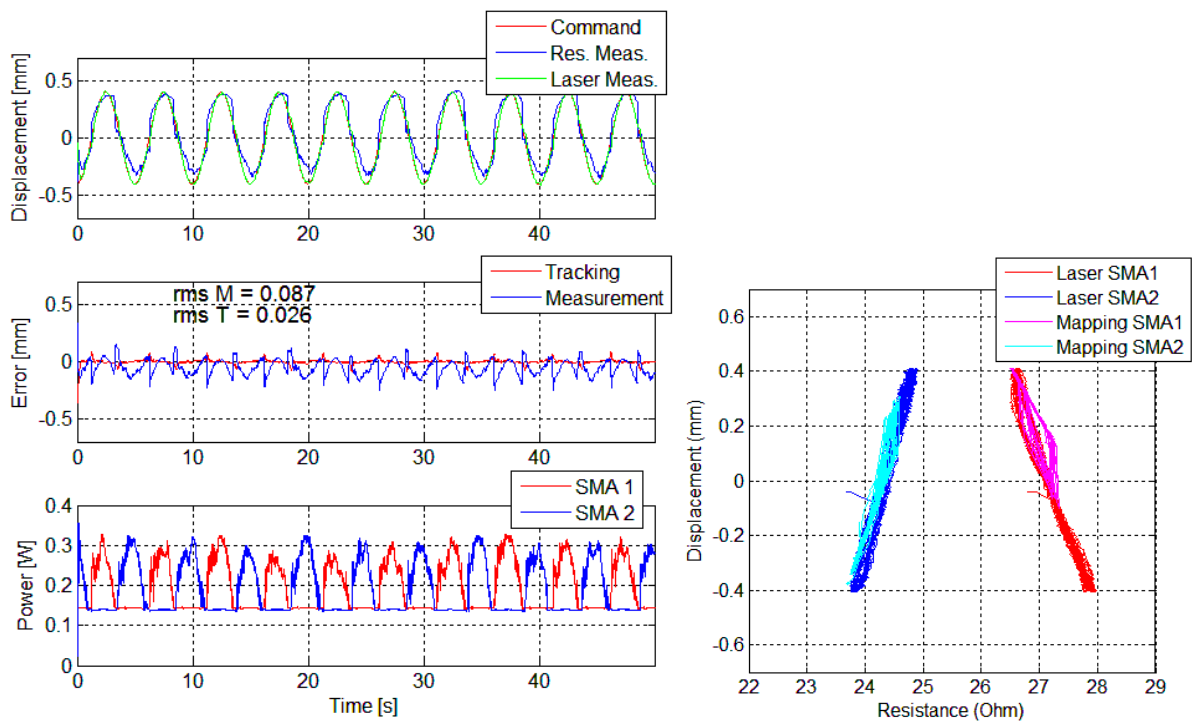 Command
Res. Meas.
Laser Meas.
Displacement [mm]
0.5
0
-0.5
0 10 20 30 40
Tracking
Measurement
rms M = 0.087
rms T = 0.026
Error [mm]
0.5
0
-0.5
0 10 20 30 40
SMA 1
SMA 2
Power [W]
0.4
0.3
0.2
0.1
0
0 10 20 30 40
Time [s]
Laser SMA1
Laser SMA2
Mapping SMA1
Mapping SMA2
Displacement (mm)
0.6
0.4
0.2
0
-0.2
-0.4
-0.6
22 23 24 25 26 27 28 29
Resistance (Ohm)